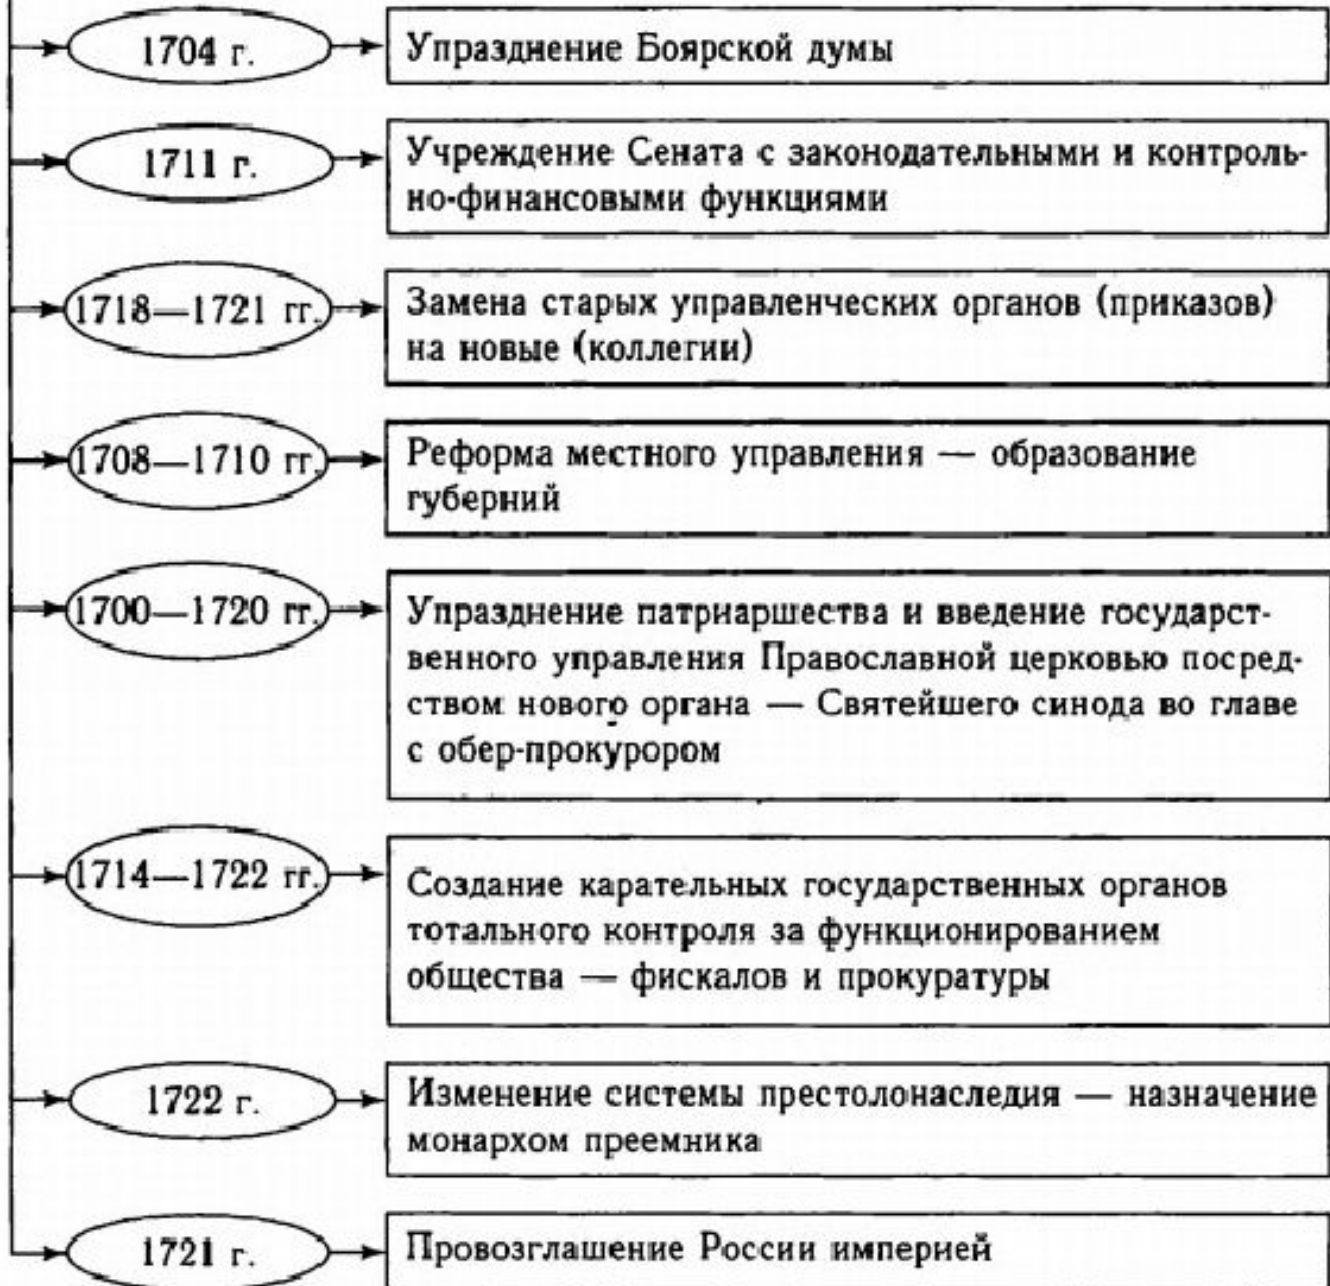 1704 г.
Упразднение Боярской думы
1711 г.
Учреждение Сената с законодательными и контроль-
но-финансовыми функциями
1718—1721 гг.
Замена старых управленческих органов (приказов)
на новые (коллегии)
1708—1710 гг.
Реформа местного управления — образование
губерний
1700—1720 гг.
Упразднение патриаршества и введение государст-
венного управления Православной церковью посред-
ством нового органа — Святейшего синода во главе
с обер-прокурором
1714—1722 гг.
Создание карательных государственных органов
тотального контроля за функционированием
общества — фискалов и прокуратуры
1722 г.
Изменение системы престолонаследия — назначение
монархом преемника
1721 г.
Провозглашение России империей